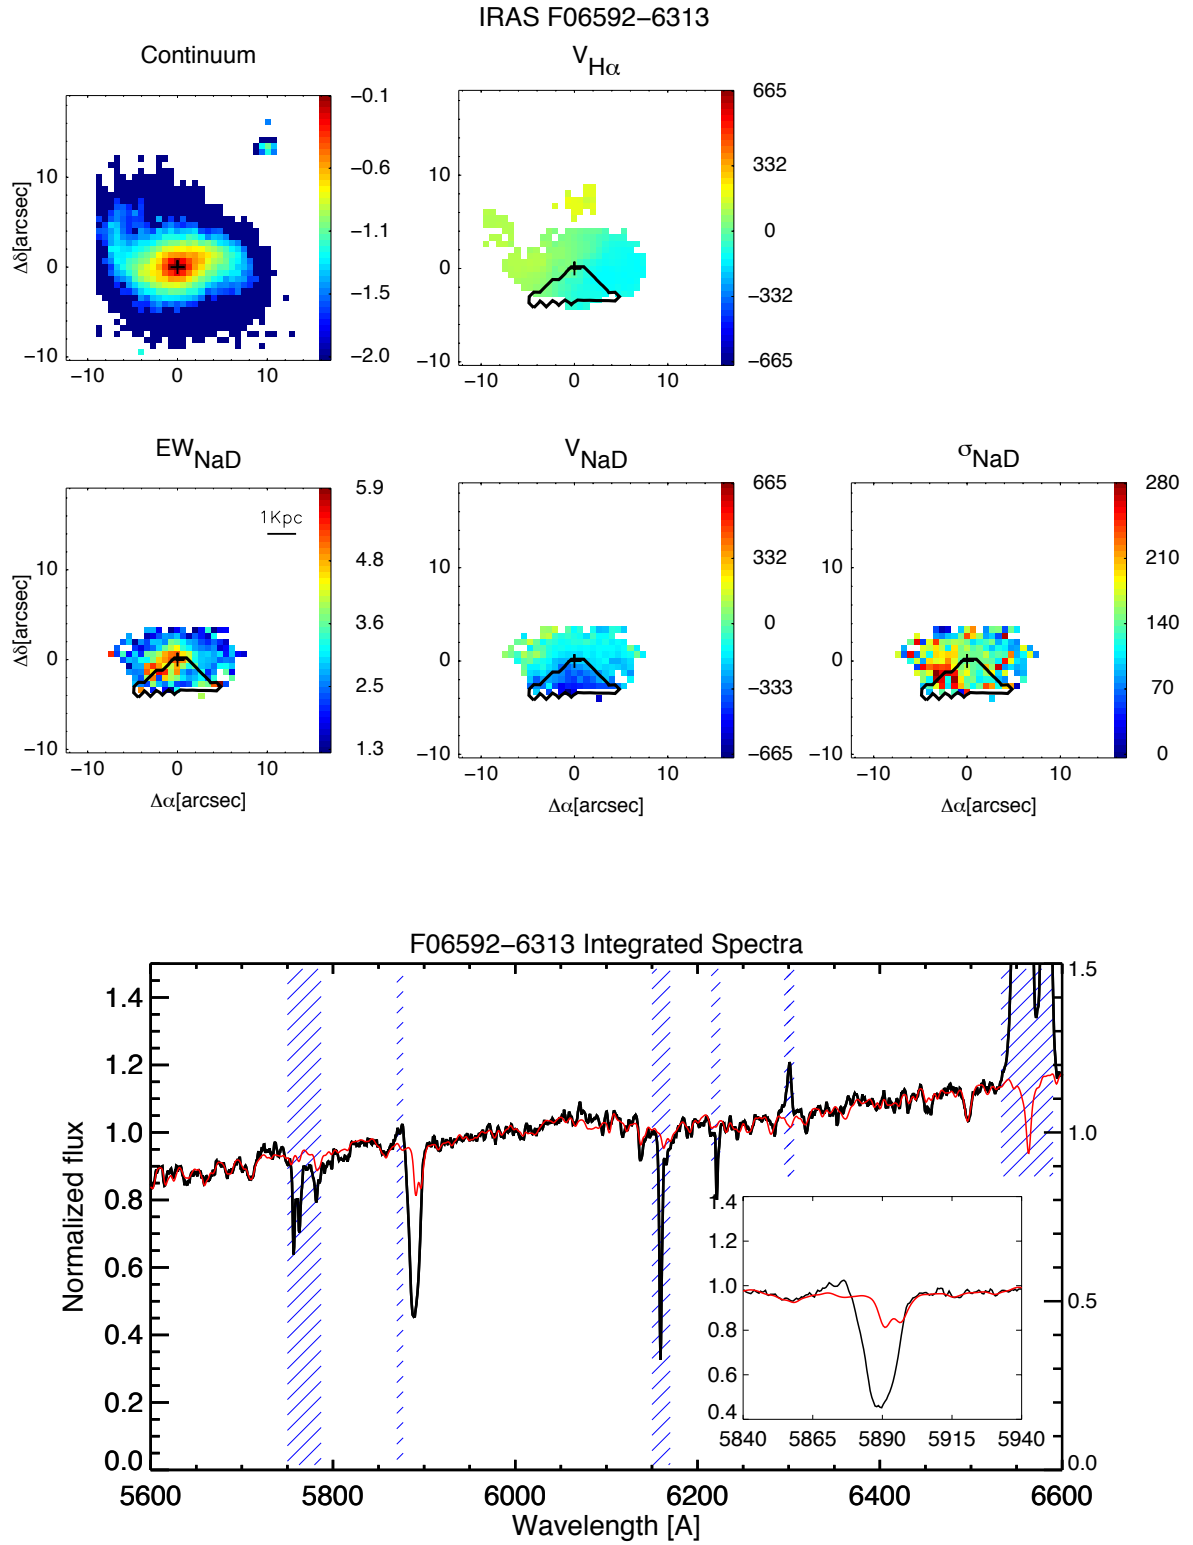 IRAS F06592−6313
Continuum
VHα
−0.1
−0.6
−1.1
−1.5
−2.0
665
332
0
−332
−665
Δδ[arcsec]
10
0
−10
−10 0 10
10
0
−10
−10 0 10
EWNaD
VNaD
σNaD
1Kpc
5.9
4.8
3.6
2.5
1.3
665
332
0
−333
−665
280
210
140
70
0
Δδ[arcsec]
10
0
−10
−10 0 10
10
0
−10
−10 0 10
10
0
−10
−10 0 10
Δα[arcsec]
Δα[arcsec]
Δα[arcsec]
F06592−6313 Integrated Spectra
Normalized flux
1.4
1.2
1.0
0.8
0.6
0.4
0.2
0.0
1.5
1.0
0.5
0.0
1.4
1.2
1.0
0.8
0.6
0.4
5840 5865 5890 5915 5940
5600 5800 6000 6200 6400 6600
Wavelength [A]